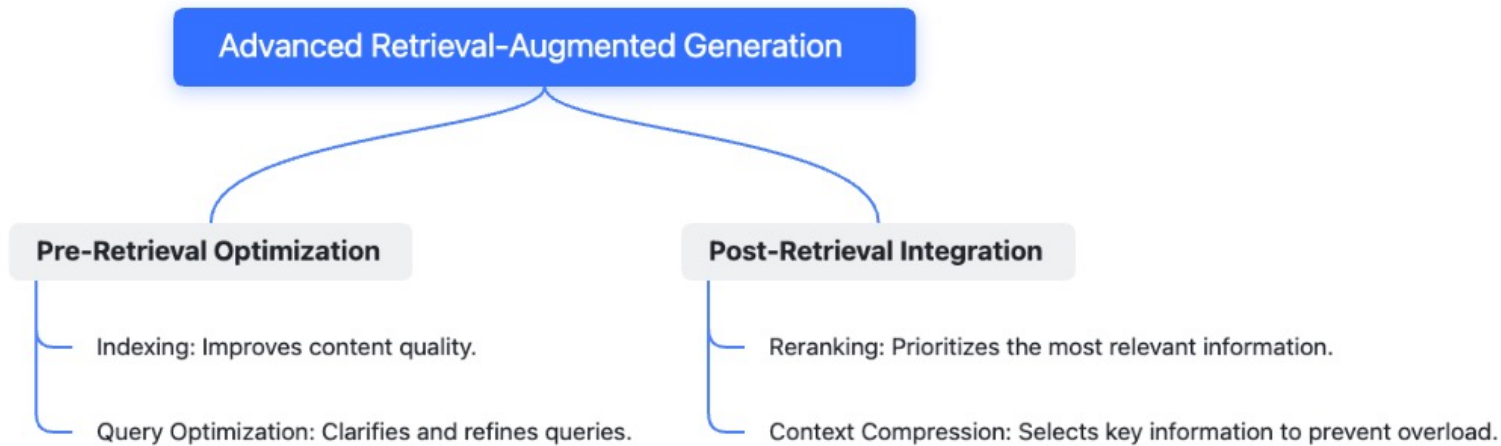 Advanced Retrieval-Augmented Generation
Pre-Retrieval Optimization
Indexing: Improves content quality.
Query Optimization: Clarifies and refines queries.
Post-Retrieval Integration
Reranking: Prioritizes the most relevant information.
Context Compression: Selects key information to prevent overload.